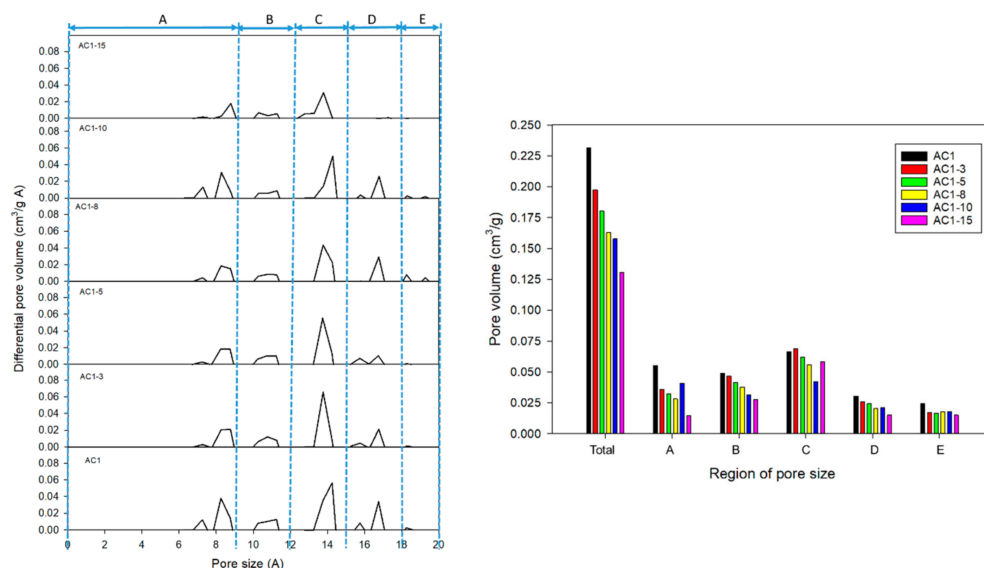 A B C D E
AC1-15
0.08
0.06
0.04
0.02
0.00
AC1-10
0.08
0.06
0.04
0.02
0.00
AC1-8
0.08
0.06
0.04
0.02
0.00
AC1-5
0.08
0.06
0.04
0.02
0.00
AC1-3
0.08
0.06
0.04
0.02
0.00
AC1
0.08
0.06
0.04
0.02
0.00
0 2 4 6 8 10 12 14 16 18 20
Pore size (A)
Differential pore volume (cm³/g A)
0.250
0.225
0.200
0.175
0.150
0.125
0.100
0.075
0.050
0.025
0.000
Pore volume (cm³/g)
AC1
AC1-3
AC1-5
AC1-8
AC1-10
AC1-15
Total A B C D E
Region of pore size